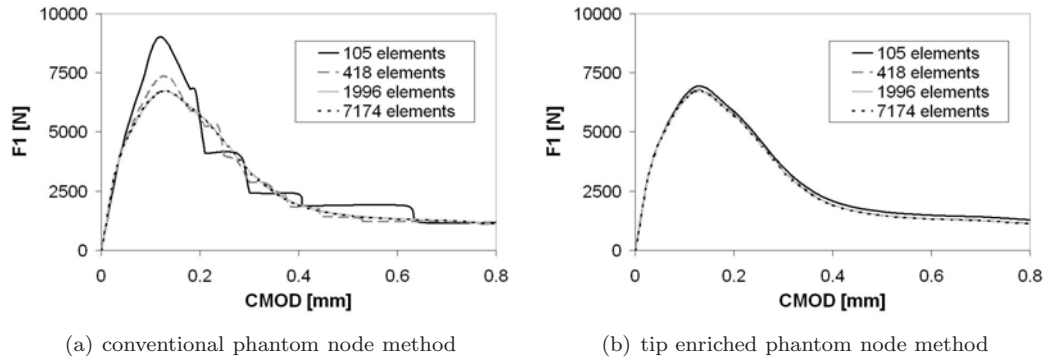 10000
7500
5000
2500
0
F1 [N]
105 elements
418 elements
1996 elements
7174 elements
0 0.2 0.4 0.6 0.8
CMOD [mm]
(a) conventional phantom node method
10000
7500
5000
2500
0
F1 [N]
105 elements
418 elements
1996 elements
7174 elements
0 0.2 0.4 0.6 0.8
CMOD [mm]
(b) tip enriched phantom node method